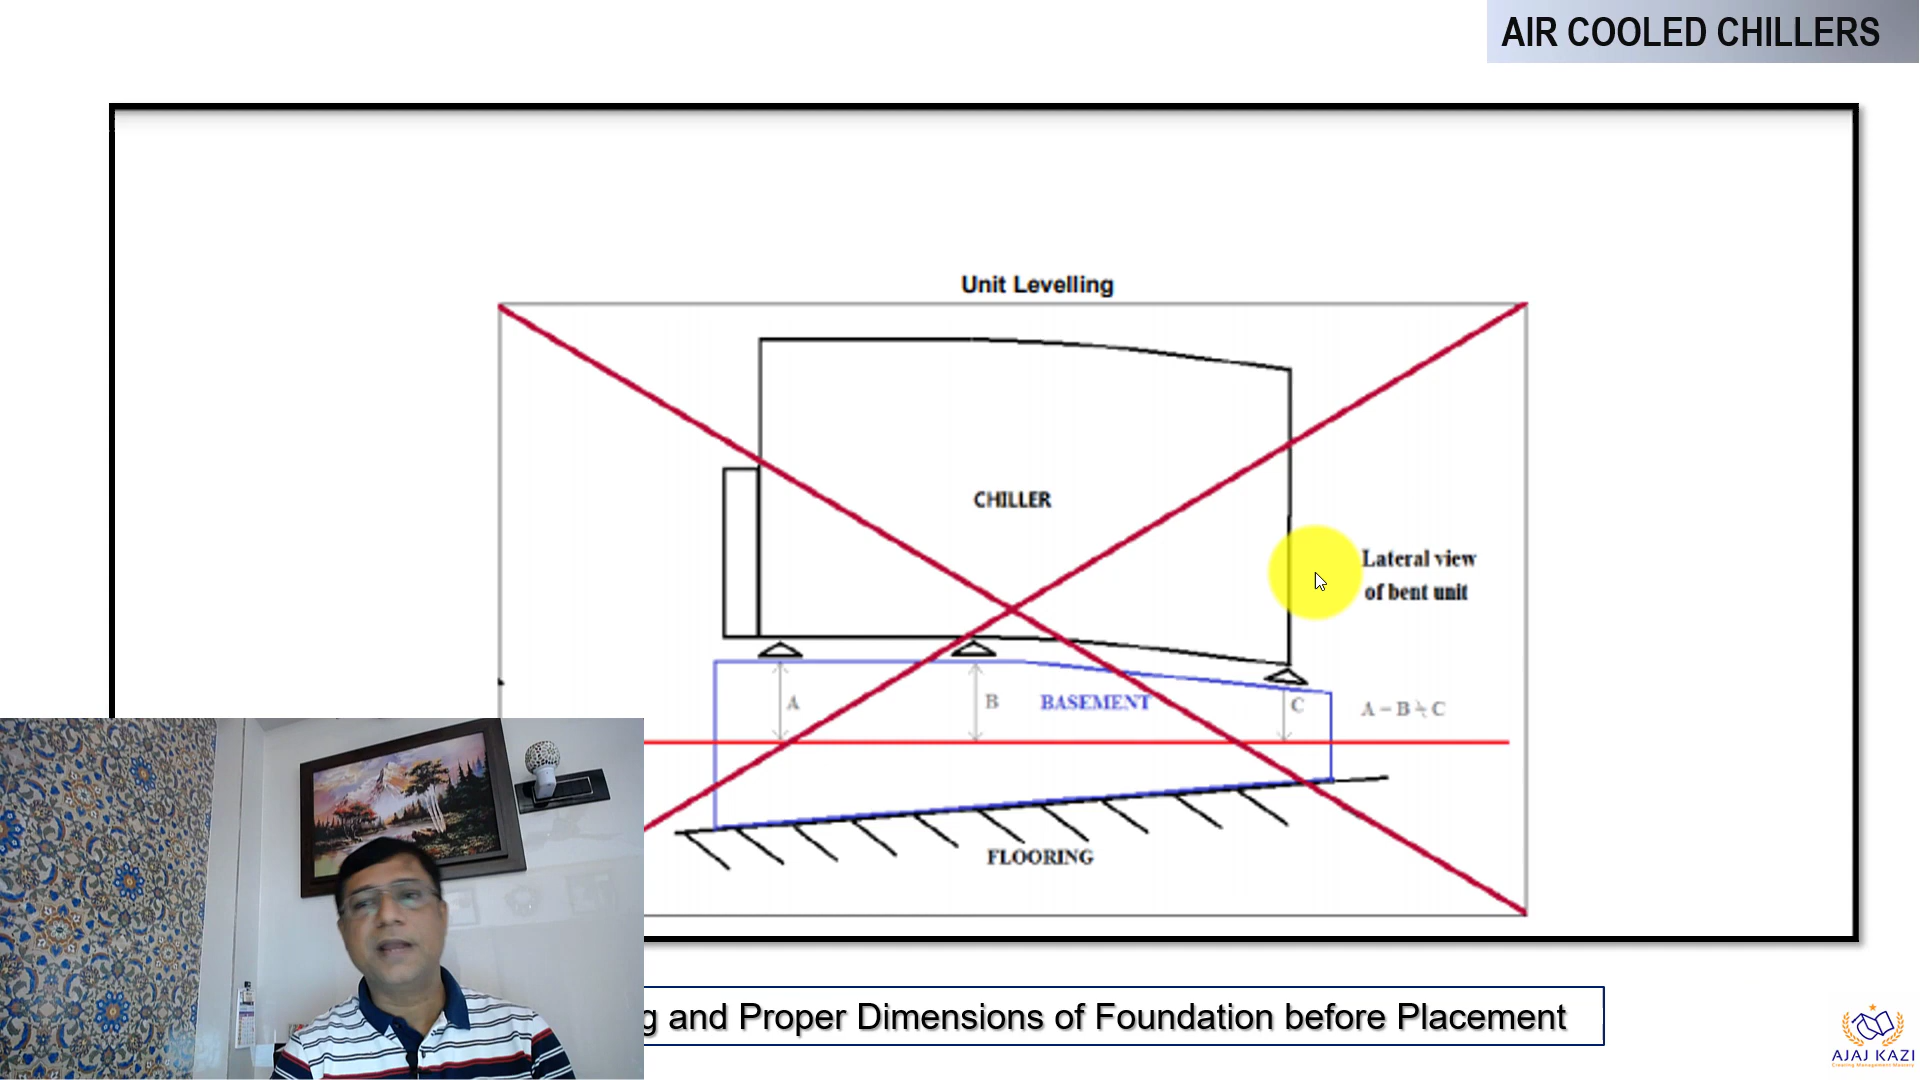 AIR COOLED CHILLERS
Unit Levelling
CHILLER
Lateral view
of bent unit
A
B
BASEMENT
C
A = B ≠ C
FLOORING
g and Proper Dimensions of Foundation before Placement
AJAJ KAZI